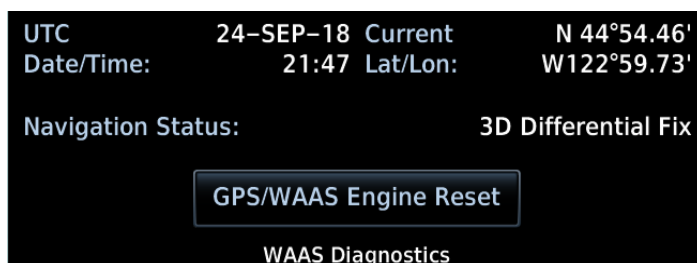 UTC 24-SEP-18 Current N 44°54.46'
Date/Time: 21:47 Lat/Lon: W122°59.73'
Navigation Status: 3D Differential Fix
GPS/WAAS Engine Reset
WAAS Diagnostics